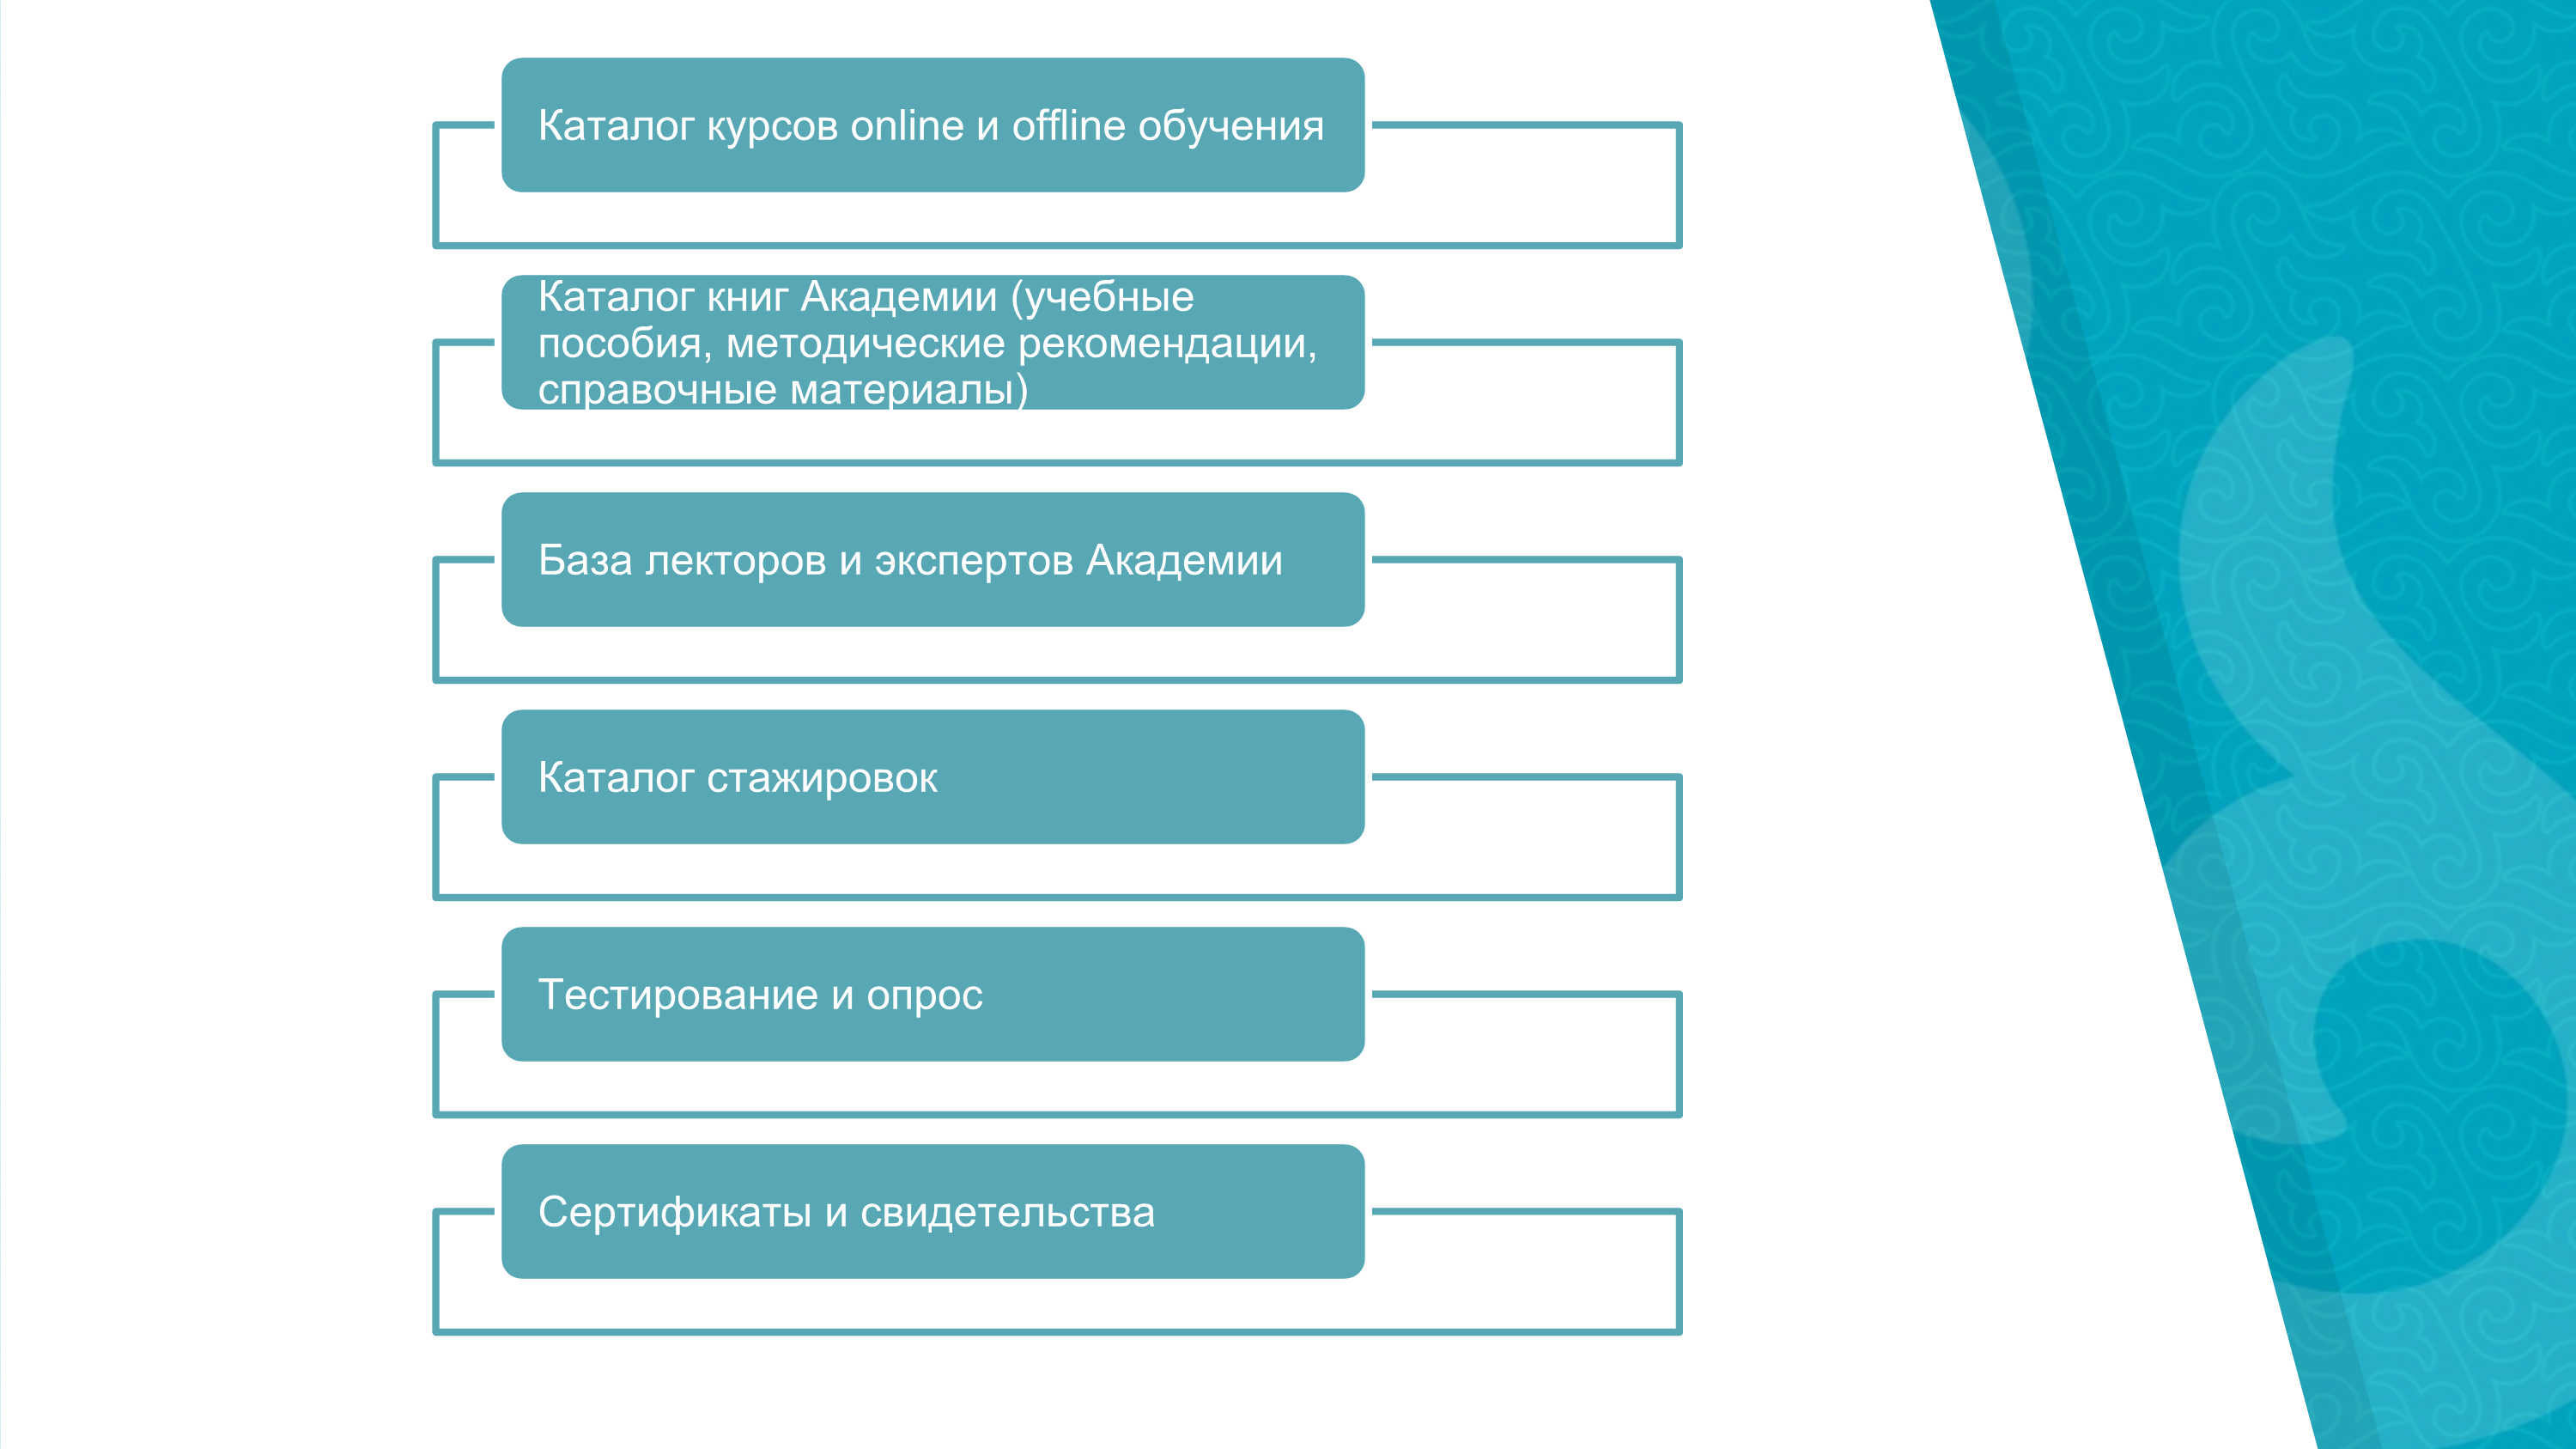 Каталог курсов online и offline обучения
Каталог книг Академии (учебные
пособия, методические рекомендации,
справочные материалы)
База лекторов и экспертов Академии
Каталог стажировок
Тестирование и опрос
Сертификаты и свидетельства